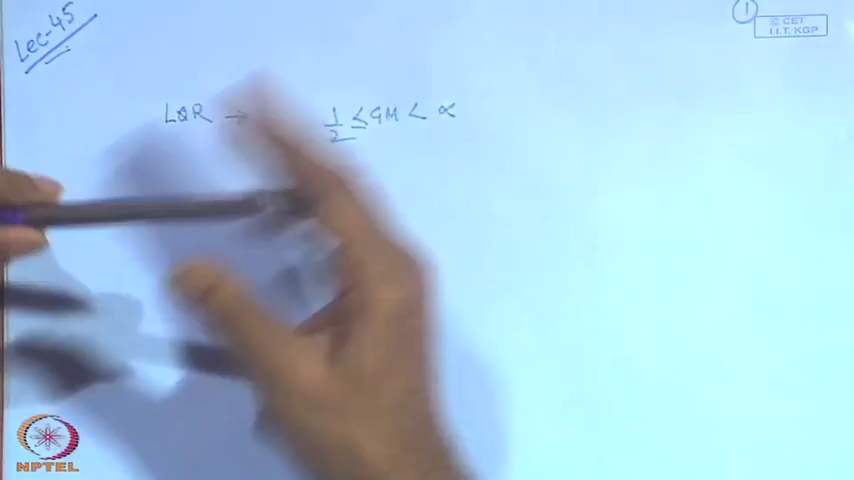 Lec-45
1
© CET
I.I.T. KGP
LQR → 1/2 ≤ GM < ∝
NPTEL